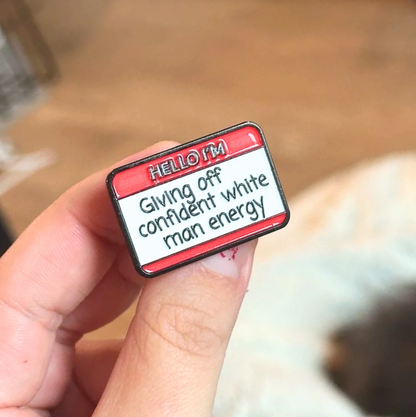 HELLO I'M
Giving off
confident white
man energy